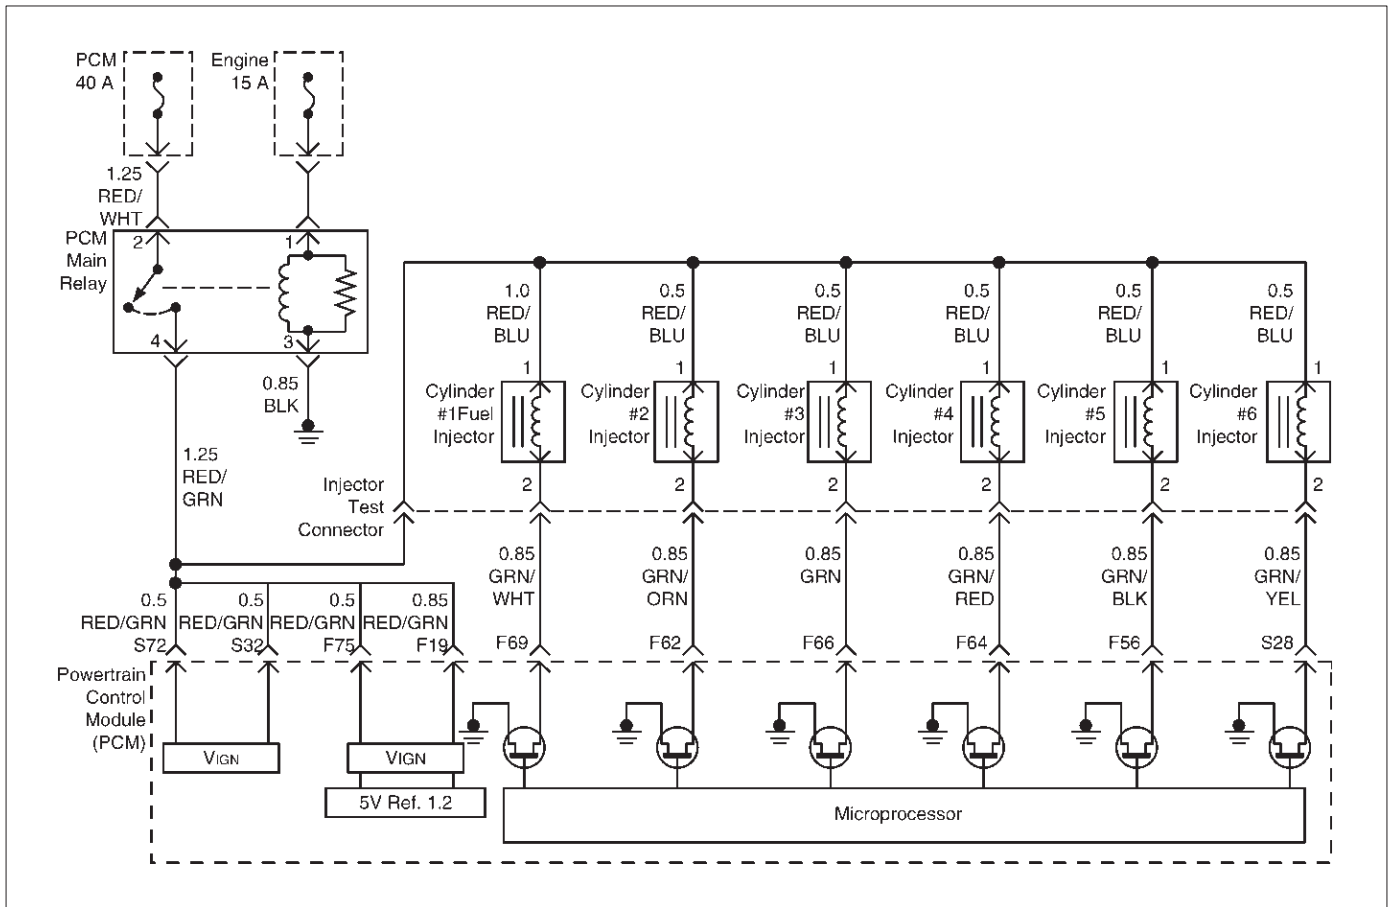 PCM
40 A
Engine
15 A
1.25
RED/
WHT
PCM
Main
Relay
2
1
4
3
0.85
BLK
1.25
RED/
GRN
Injector
Test
Connector
1.0
RED/
BLU
0.5
RED/
BLU
0.5
RED/
BLU
0.5
RED/
BLU
0.5
RED/
BLU
0.5
RED/
BLU
1
1
1
1
1
1
Cylinder
#1Fuel
Injector
Cylinder
#2
Injector
Cylinder
#3
Injector
Cylinder
#4
Injector
Cylinder
#5
Injector
Cylinder
#6
Injector
2
2
2
2
2
2
0.85
GRN/
WHT
0.85
GRN/
ORN
0.85
GRN
0.85
GRN/
RED
0.85
GRN/
BLK
0.85
GRN/
YEL
0.5
RED/GRN
S72
0.5
RED/GRN
S32
0.5
RED/GRN
F75
0.85
RED/GRN
F19
F69
F62
F66
F64
F56
S28
Powertrain
Control
Module
(PCM)
VIGN
VIGN
5V Ref. 1.2
Microprocessor